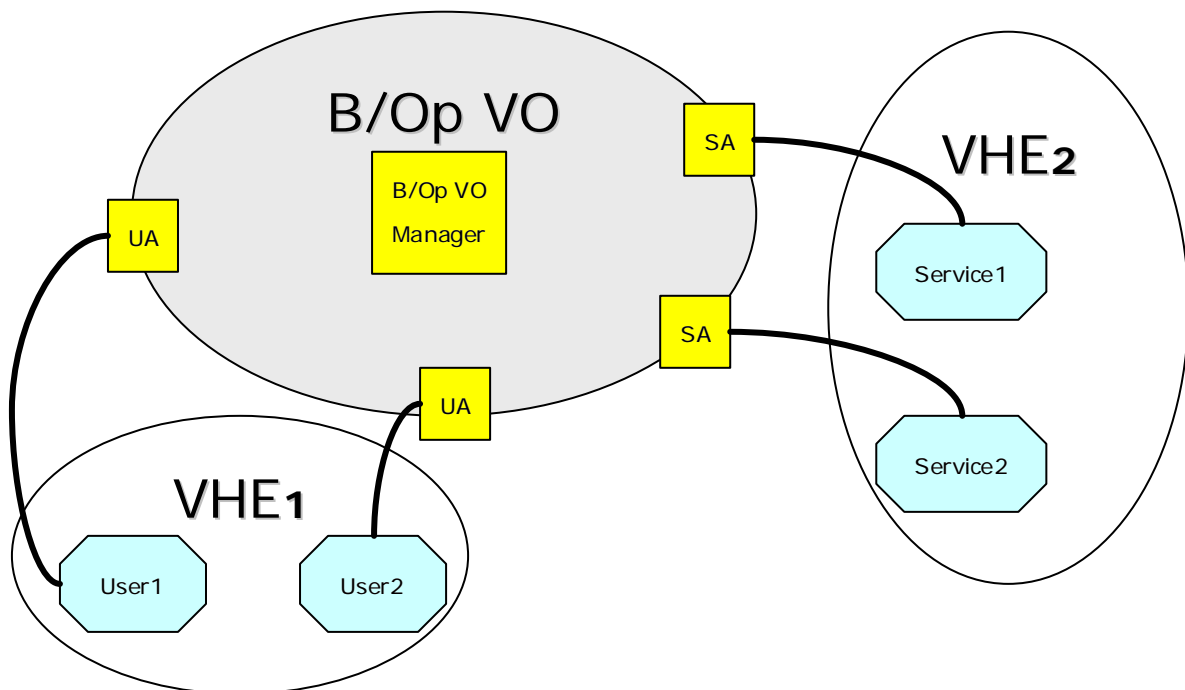 B/Op VO
B/Op VO
Manager
SA
VHE2
UA
Service1
SA
UA
Service2
VHE1
User1
User2